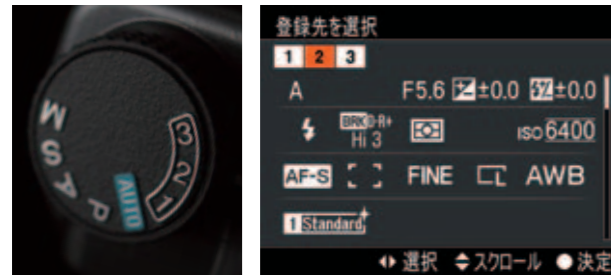 M
S
A
P
AUTO
1
2
3
登録先を選択
1 2 3
A F5.6 ±0.0 ±0.0
BRK D-R+
Hi 3
ISO 6400
AF-S FINE L AWB
1 Standard
選択 スクロール 決定